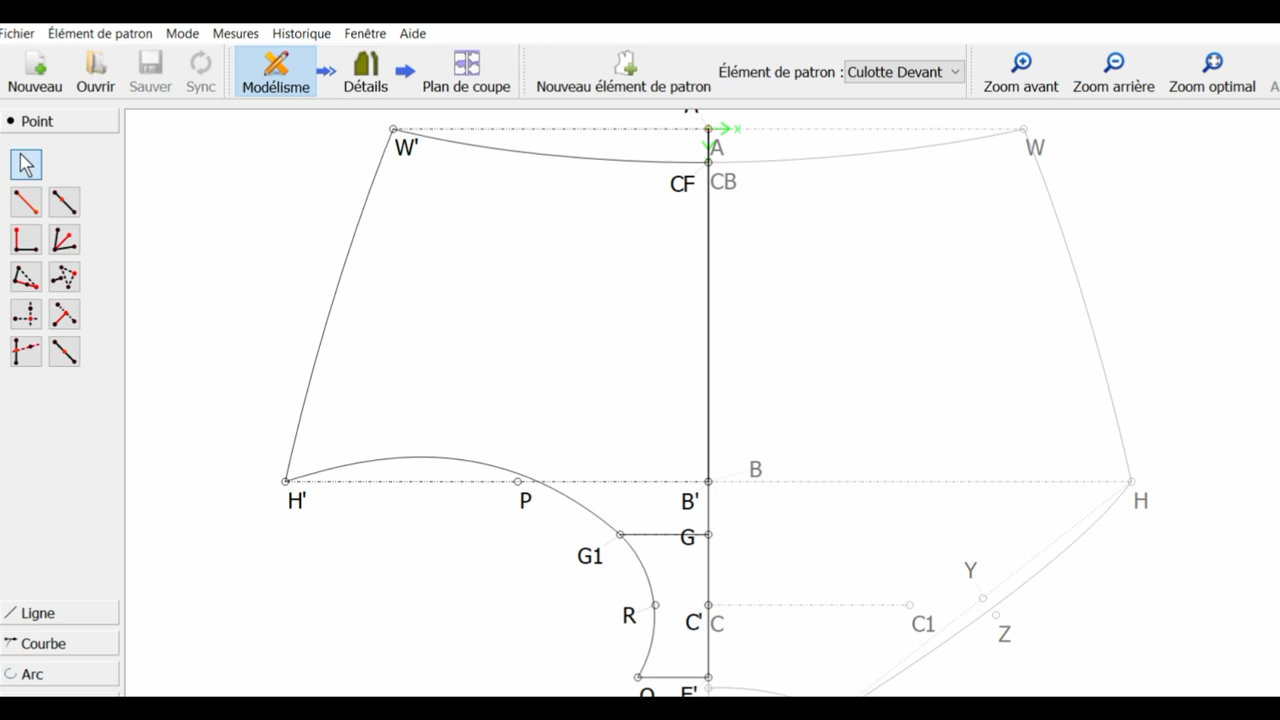 Fichier Élément de patron Mode Mesures Historique Fenêtre Aide
Nouveau Ouvrir Sauver Sync Modélisme Détails Plan de coupe Nouveau élément de patron Élément de patron : Culotte Devant Zoom avant Zoom arrière Zoom optimal
Point
x
W' A W
CF CB
B
H' P B' H
G
G1
Y
R C' C C1
Z
Ligne
Courbe
Arc